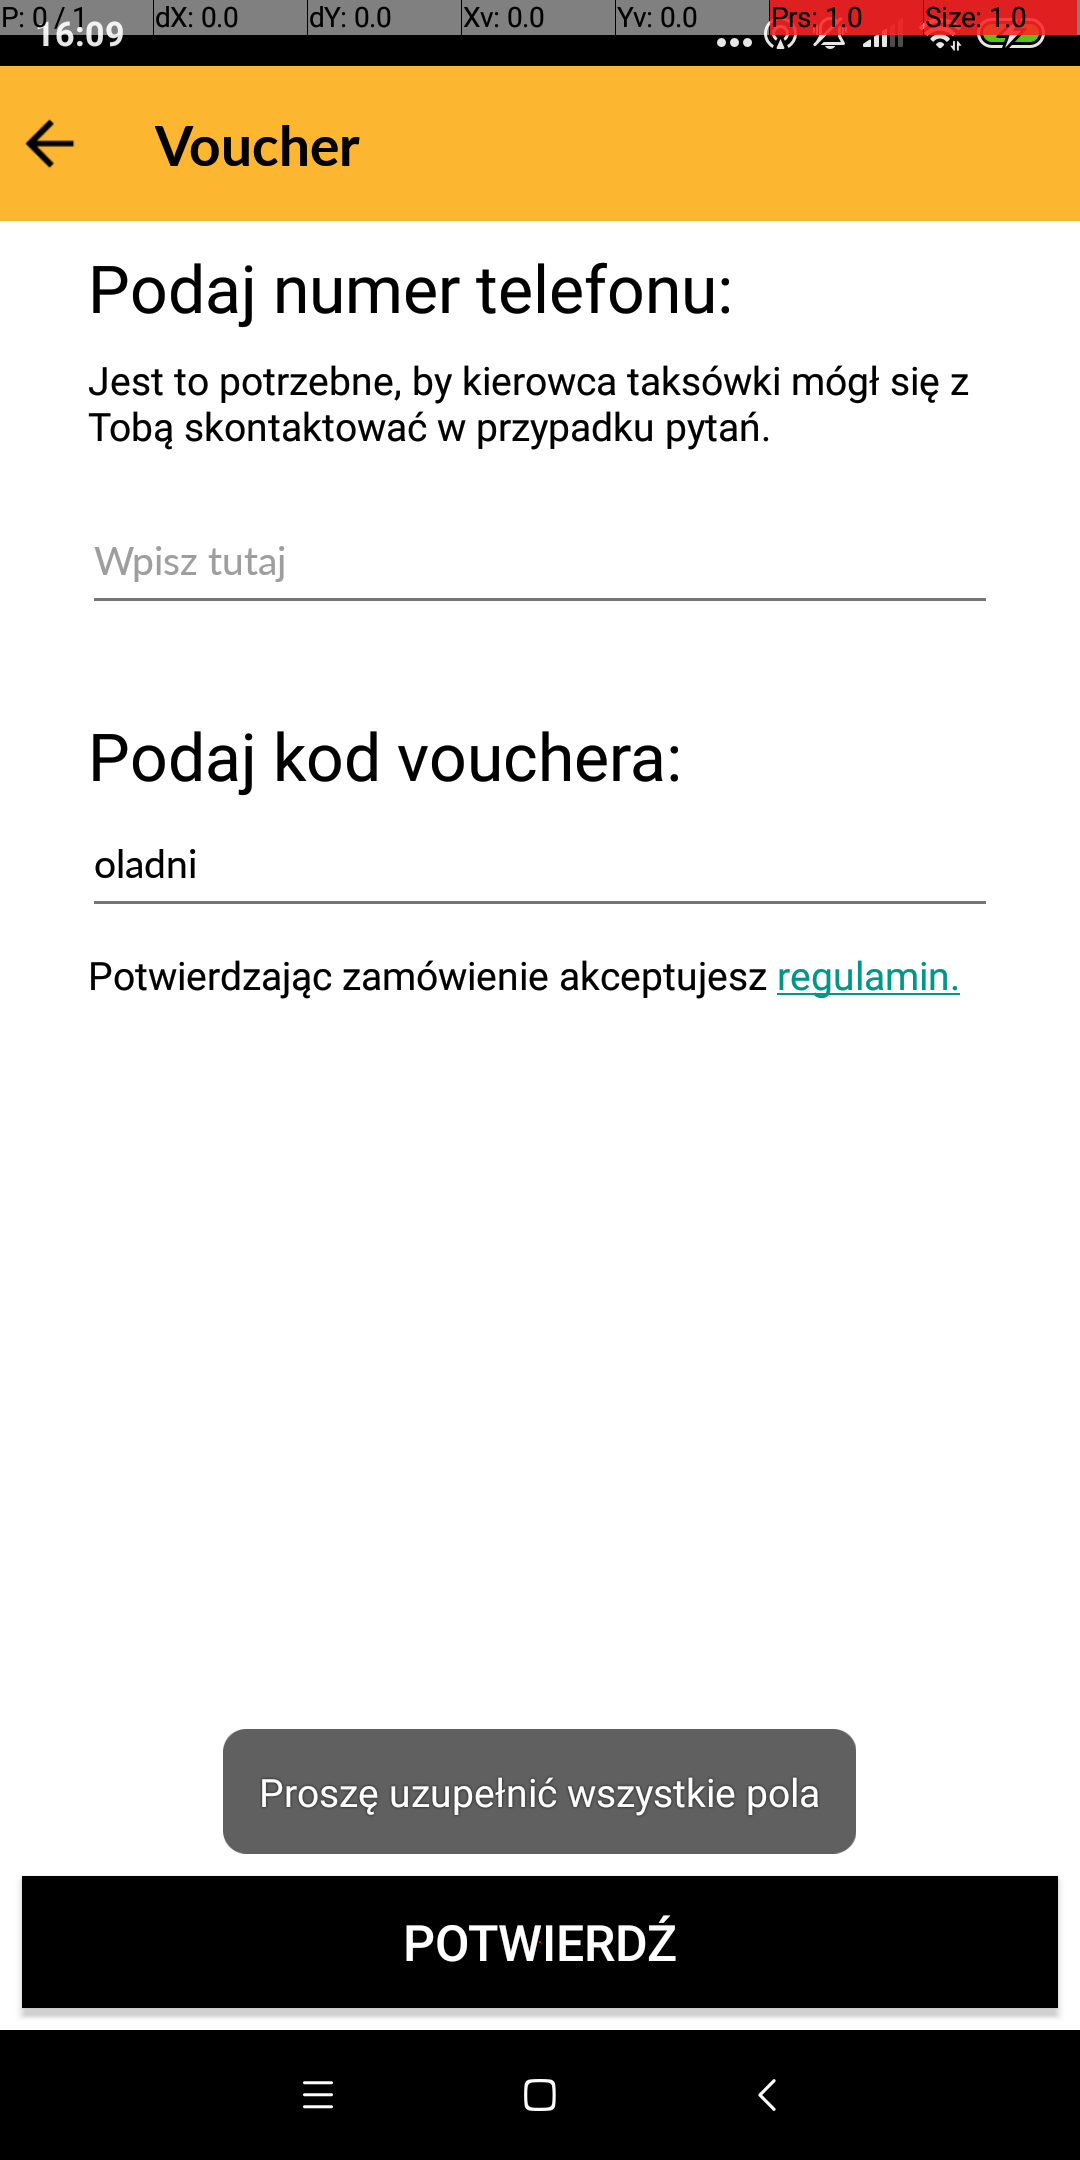 P: 0 / 1 dX: 0.0 dY: 0.0 Xv: 0.0 Yv: 0.0 Prs: 1.0 Size: 1.0
16:09
Voucher
Podaj numer telefonu:
Jest to potrzebne, by kierowca taksówki mógł się z
Tobą skontaktować w przypadku pytań.
Wpisz tutaj
Podaj kod vouchera:
oladni
Potwierdzając zamówienie akceptujesz regulamin.
Proszę uzupełnić wszystkie pola
POTWIERDŹ